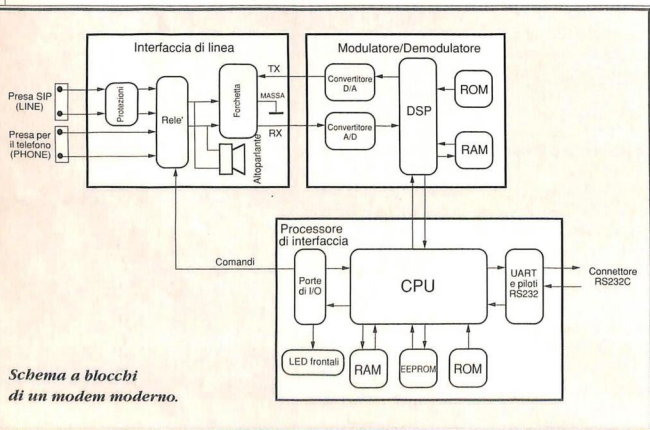 Interfaccia di linea
Modulatore/Demodulatore
Presa SIP
(LINE)
Presa per
il telefono
(PHONE)
Protezioni
Rele'
Forchetta
Altoparlante
TX
MASSA
RX
Convertitore
D/A
Convertitore
A/D
DSP
ROM
RAM
Processore
di interfaccia
Comandi
Porte
di I/O
CPU
UART
e piloti
RS232
Connettore
RS232C
LED frontali
RAM
EEPROM
ROM
Schema a blocchi
di un modem moderno.